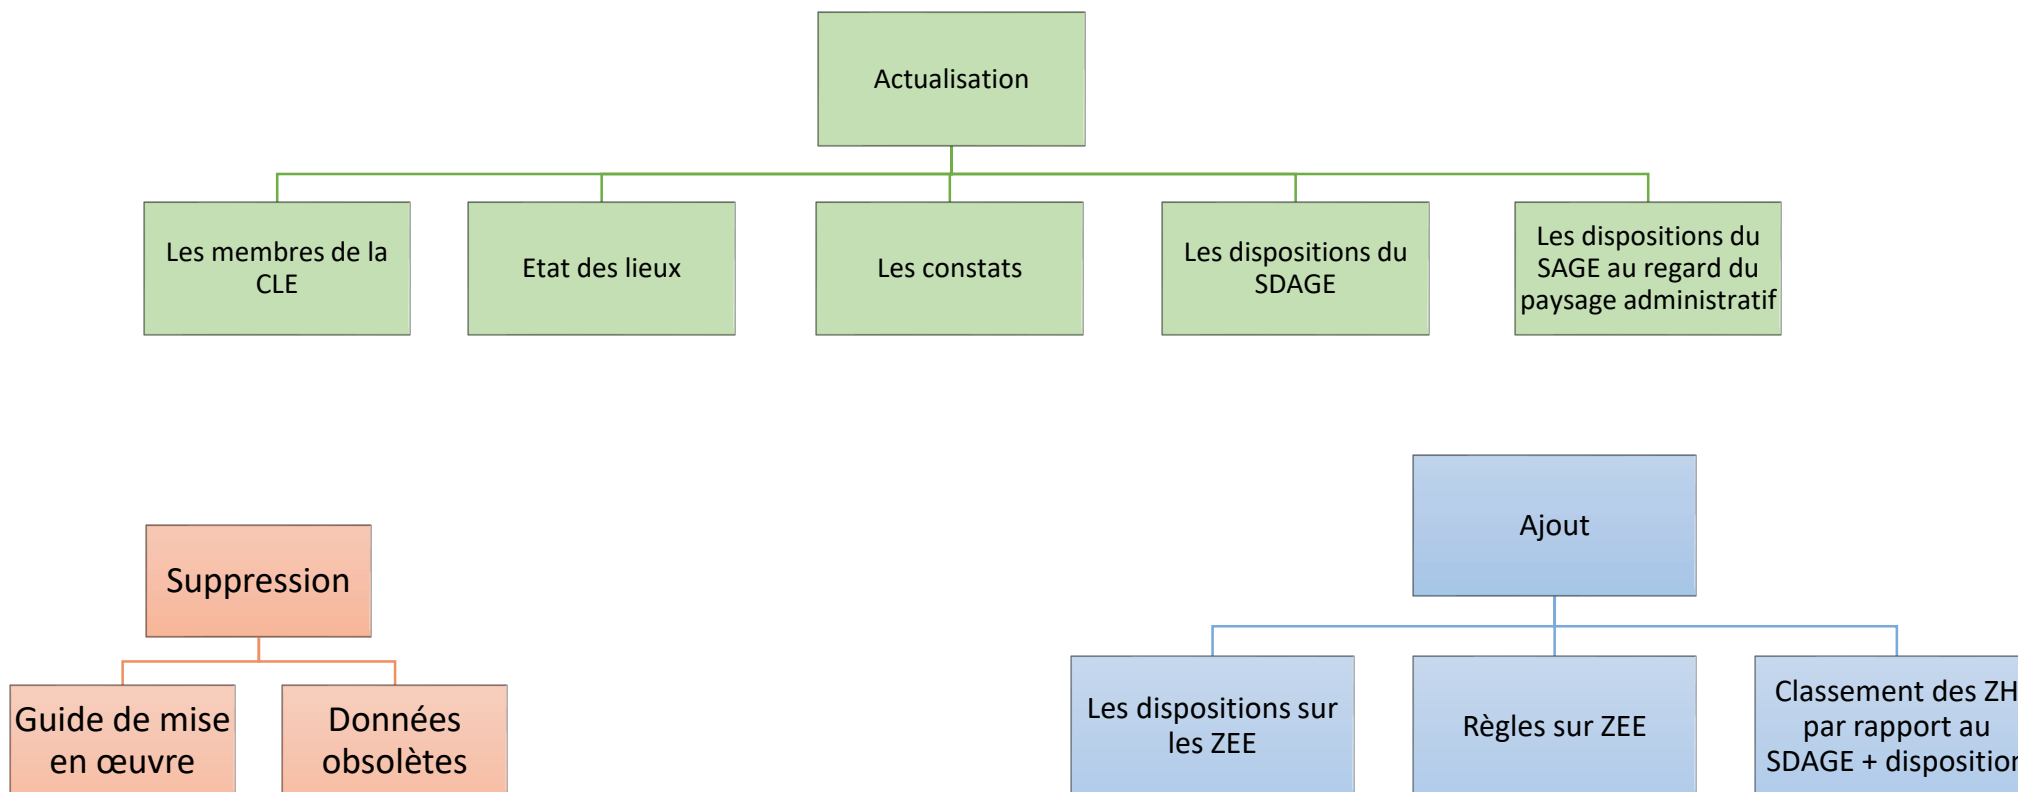 Actualisation
Les membres de la
CLE
Etat des lieux
Les constats
Les dispositions du
SDAGE
Les dispositions du
SAGE au regard du
paysage administratif
Suppression
Guide de mise
en œuvre
Données
obsolètes
Ajout
Les dispositions sur
les ZEE
Règles sur ZEE
Classement des ZH
par rapport au
SDAGE + disposition